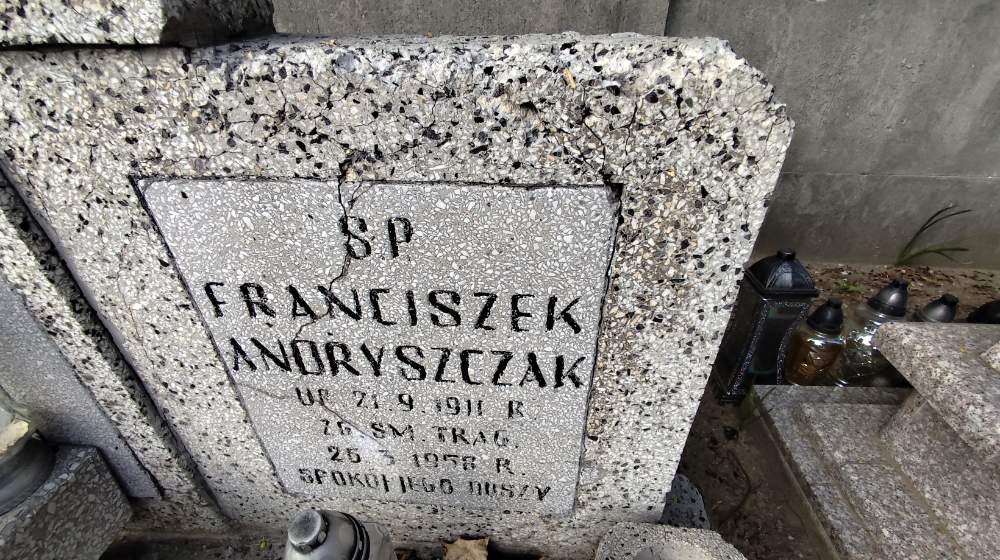 Ś.P.
FRANCISZEK
ANDRYSZCZAK
UR. 21.9.1911 R.
ZG. ŚM. TRAG.
26.3.1958 R.
SPOKÓJ JEGO DUSZY